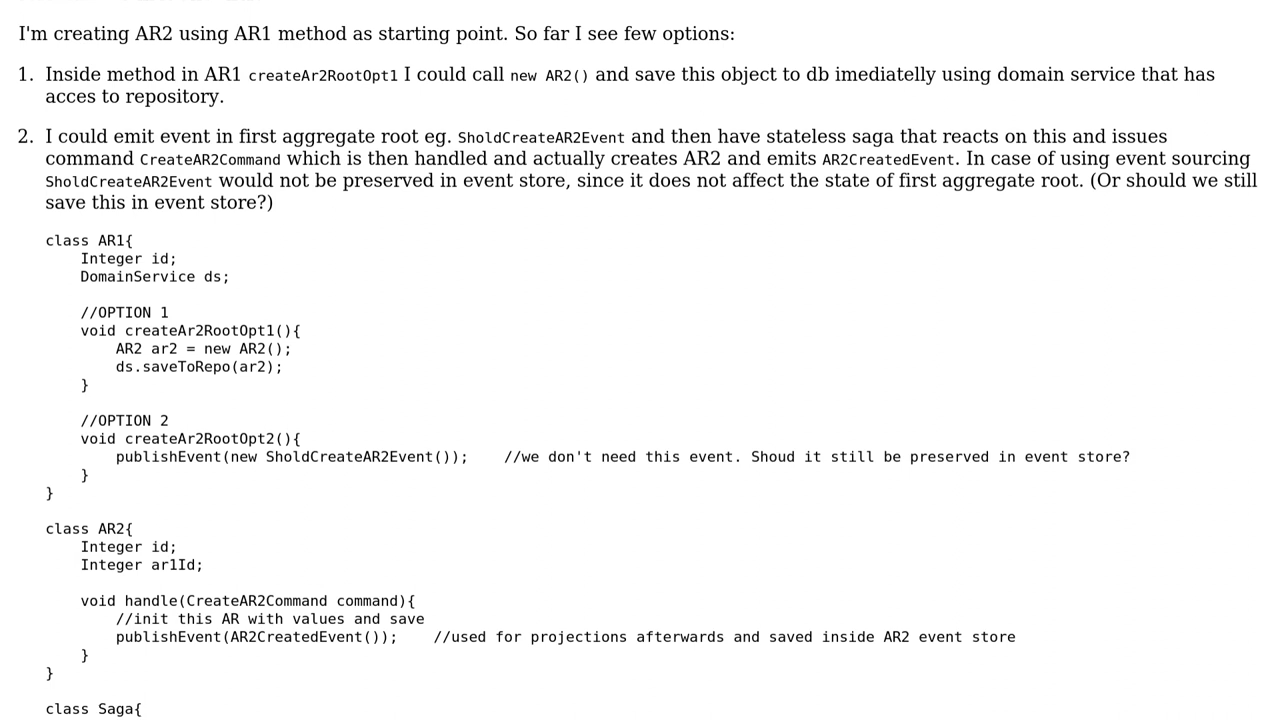 I'm creating AR2 using AR1 method as starting point. So far I see few options:
1. Inside method in AR1 createAr2RootOpt1 I could call new AR2() and save this object to db imediatelly using domain service that has
acces to repository.
2. I could emit event in first aggregate root eg. SholdCreateAR2Event and then have stateless saga that reacts on this and issues
command CreateAR2Command which is then handled and actually creates AR2 and emits AR2CreatedEvent. In case of using event sourcing
SholdCreateAR2Event would not be preserved in event store, since it does not affect the state of first aggregate root. (Or should we still
save this in event store?)
class AR1{
    Integer id;
    DomainService ds;
    //OPTION 1
    void createAr2RootOpt1(){
        AR2 ar2 = new AR2();
        ds.saveToRepo(ar2);
    }
    //OPTION 2
    void createAr2RootOpt2(){
        publishEvent(new SholdCreateAR2Event());    //we don't need this event. Shoud it still be preserved in event store?
    }
}
class AR2{
    Integer id;
    Integer ar1Id;
    void handle(CreateAR2Command command){
        //init this AR with values and save
        publishEvent(AR2CreatedEvent());    //used for projections afterwards and saved inside AR2 event store
    }
}
class Saga{